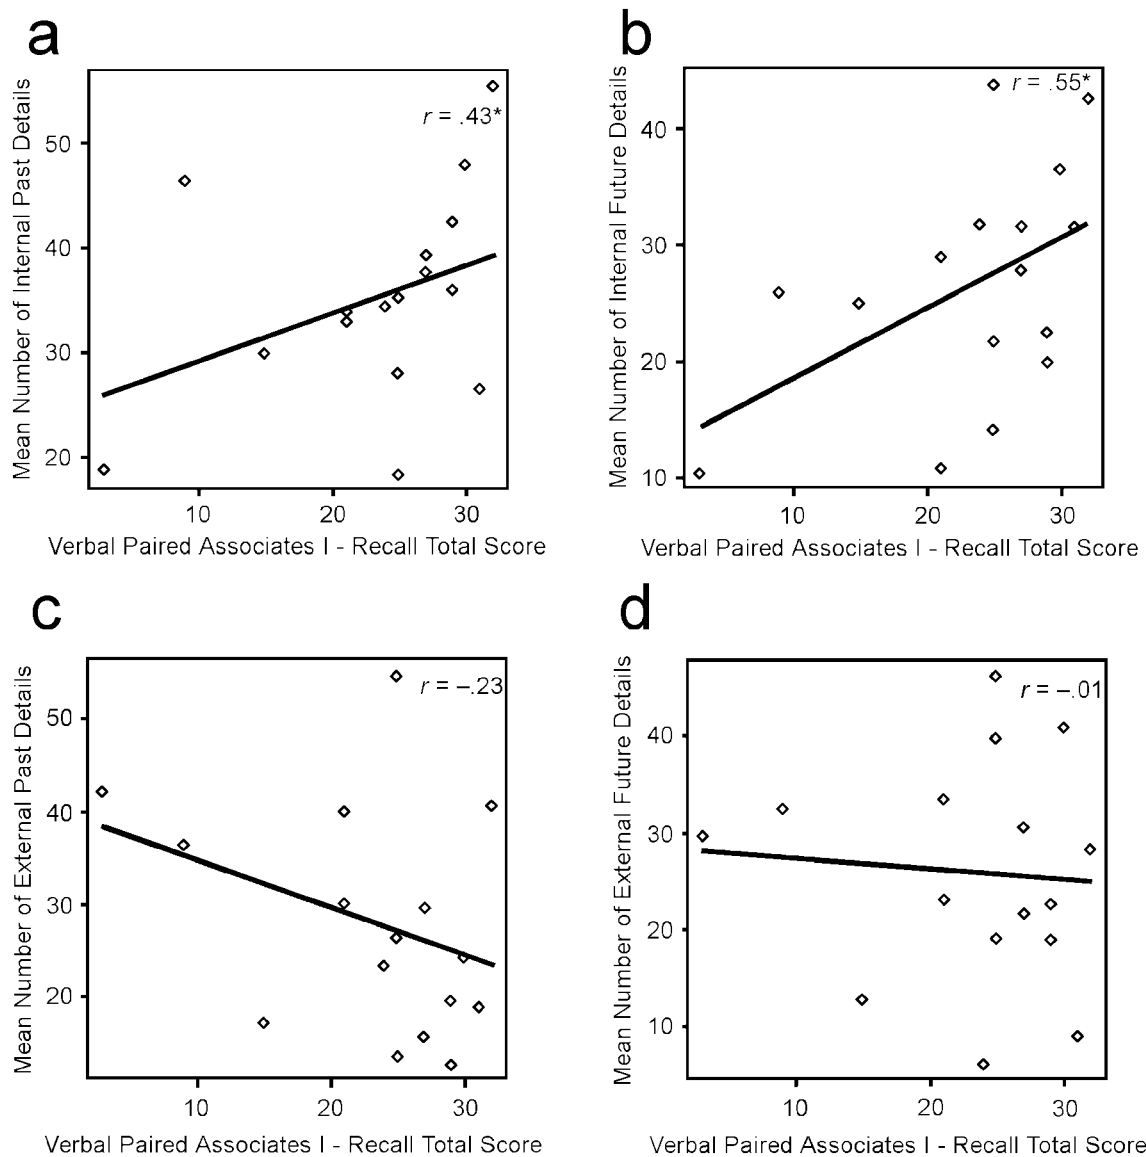 a
r = .43*
Mean Number of Internal Past Details
50
40
30
20
10
20
30
Verbal Paired Associates I - Recall Total Score
b
r = .55*
Mean Number of Internal Future Details
40
30
20
10
10
20
30
Verbal Paired Associates I - Recall Total Score
c
r = –.23
Mean Number of External Past Details
50
40
30
20
10
20
30
Verbal Paired Associates I - Recall Total Score
d
r = –.01
Mean Number of External Future Details
40
30
20
10
10
20
30
Verbal Paired Associates I - Recall Total Score